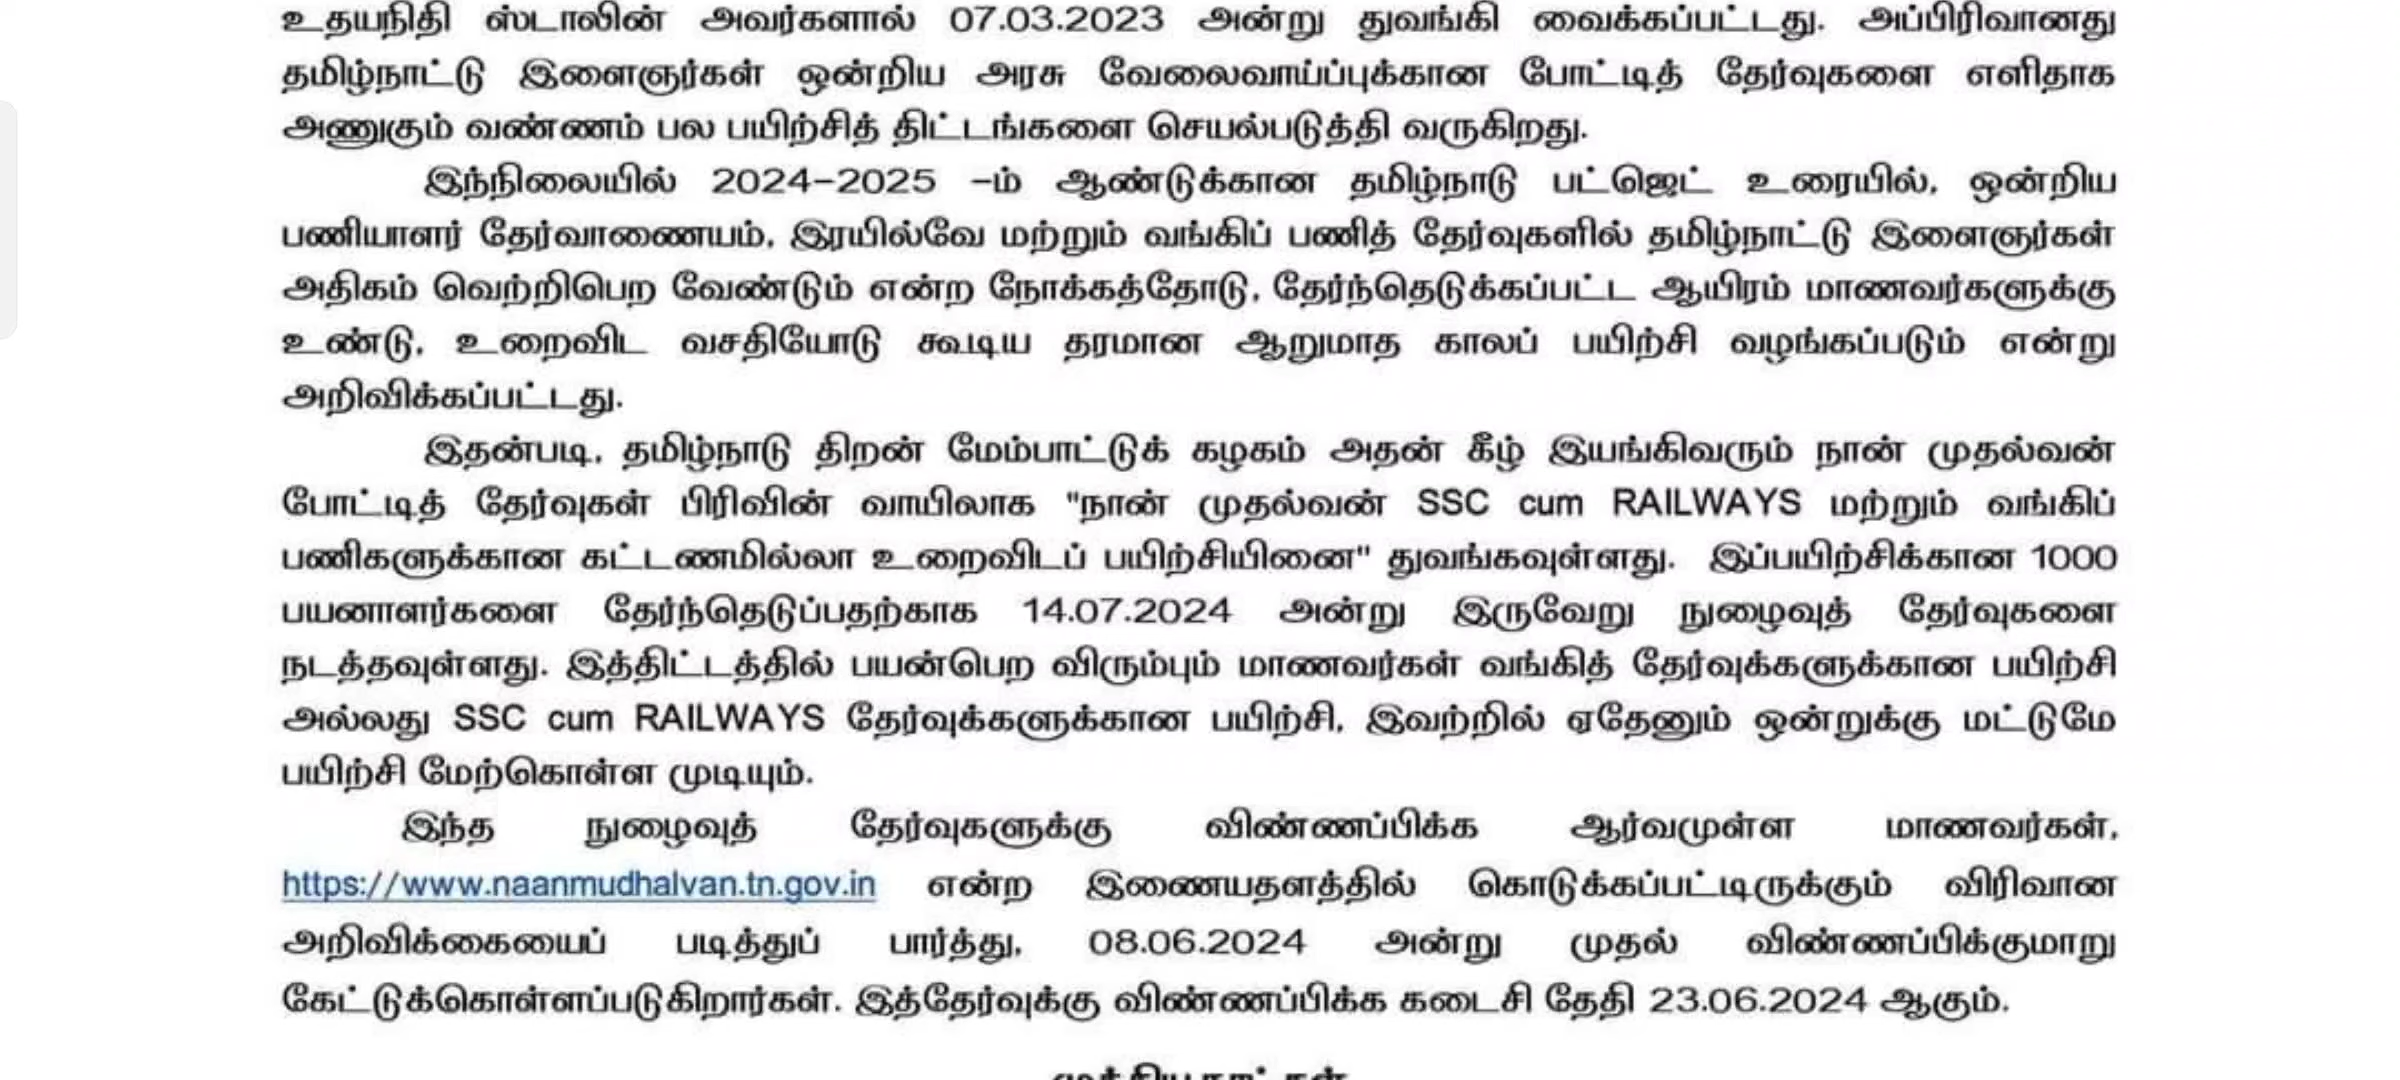 உதயநிதி ஸ்டாலின் அவர்களால் 07.03.2023 அன்று துவங்கி வைக்கப்பட்டது. அப்பிரிவானது
தமிழ்நாட்டு இளைஞர்கள் ஒன்றிய அரசு வேலைவாய்ப்புக்கான போட்டித் தேர்வுகளை எளிதாக
அணுகும் வண்ணம் பல பயிற்சித் திட்டங்களை செயல்படுத்தி வருகிறது.
இந்நிலையில் 2024-2025 -ம் ஆண்டுக்கான தமிழ்நாடு பட்ஜெட் உரையில், ஒன்றிய
பணியாளர் தேர்வாணையம், இரயில்வே மற்றும் வங்கிப் பணித் தேர்வுகளில் தமிழ்நாட்டு இளைஞர்கள்
அதிகம் வெற்றிபெற வேண்டும் என்ற நோக்கத்தோடு, தேர்ந்தெடுக்கப்பட்ட ஆயிரம் மாணவர்களுக்கு
உண்டு, உறைவிட வசதியோடு கூடிய தரமான ஆறுமாத காலப் பயிற்சி வழங்கப்படும் என்று
அறிவிக்கப்பட்டது.
இதன்படி, தமிழ்நாடு திறன் மேம்பாட்டுக் கழகம் அதன் கீழ் இயங்கிவரும் நான் முதல்வன்
போட்டித் தேர்வுகள் பிரிவின் வாயிலாக "நான் முதல்வன் SSC cum RAILWAYS மற்றும் வங்கிப்
பணிகளுக்கான கட்டணமில்லா உறைவிடப் பயிற்சியினை" துவங்கவுள்ளது. இப்பயிற்சிக்கான 1000
பயனாளர்களை தேர்ந்தெடுப்பதற்காக 14.07.2024 அன்று இருவேறு நுழைவுத் தேர்வுகளை
நடத்தவுள்ளது. இத்திட்டத்தில் பயன்பெற விரும்பும் மாணவர்கள் வங்கித் தேர்வுக்களுக்கான பயிற்சி
அல்லது SSC cum RAILWAYS தேர்வுக்களுக்கான பயிற்சி, இவற்றில் ஏதேனும் ஒன்றுக்கு மட்டுமே
பயிற்சி மேற்கொள்ள முடியும்.
இந்த நுழைவுத் தேர்வுகளுக்கு விண்ணப்பிக்க ஆர்வமுள்ள மாணவர்கள்,
https://www.naanmudhalvan.tn.gov.in என்ற இணையதளத்தில் கொடுக்கப்பட்டிருக்கும் விரிவான
அறிவிக்கையைப் படித்துப் பார்த்து, 08.06.2024 அன்று முதல் விண்ணப்பிக்குமாறு
கேட்டுக்கொள்ளப்படுகிறார்கள். இத்தேர்வுக்கு விண்ணப்பிக்க கடைசி தேதி 23.06.2024 ஆகும்.